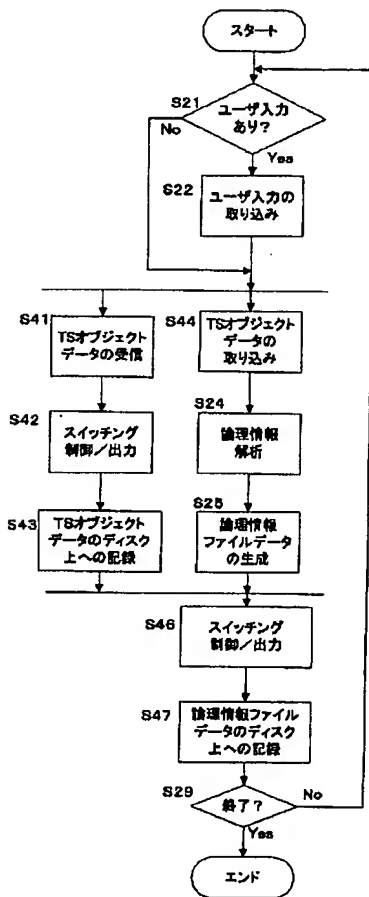 スタート
S21
ユーザ入力
あり?
No
Yes
S22
ユーザ入力の
取り込み
S41
TSオブジェクト
データの受信
S44
TSオブジェクト
データの
取り込み
S42
スイッチング
制御/出力
S24
論理情報
解析
S43
TSオブジェクト
データのディスク
上への記録
S25
論理情報
ファイルデータ
の生成
S46
スイッチング
制御/出力
S47
論理情報ファイル
データのディスク
上への記録
S29
終了?
No
Yes
エンド